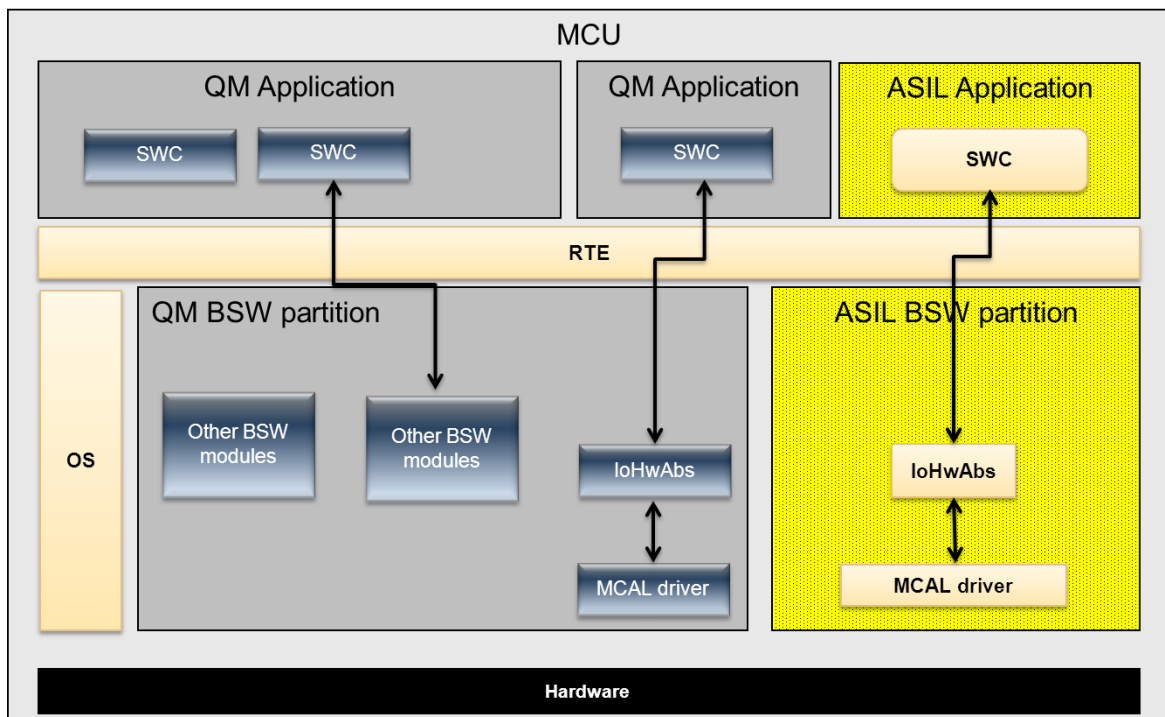 MCU
QM Application
QM Application
ASIL Application
SWC
SWC
SWC
SWC
RTE
QM BSW partition
ASIL BSW partition
OS
Other BSW
modules
Other BSW
modules
IoHwAbs
IoHwAbs
MCAL driver
MCAL driver
Hardware